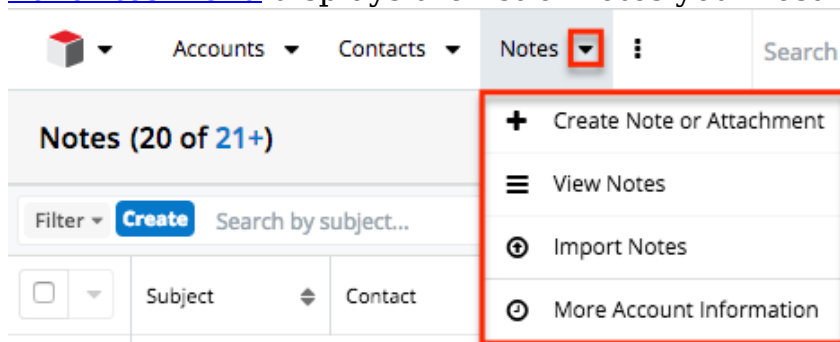 Accounts Contacts Notes Search
Notes (20 of 21+)
Create Note or Attachment
View Notes
Filter Create Search by subject...
Import Notes
Subject Contact
More Account Information